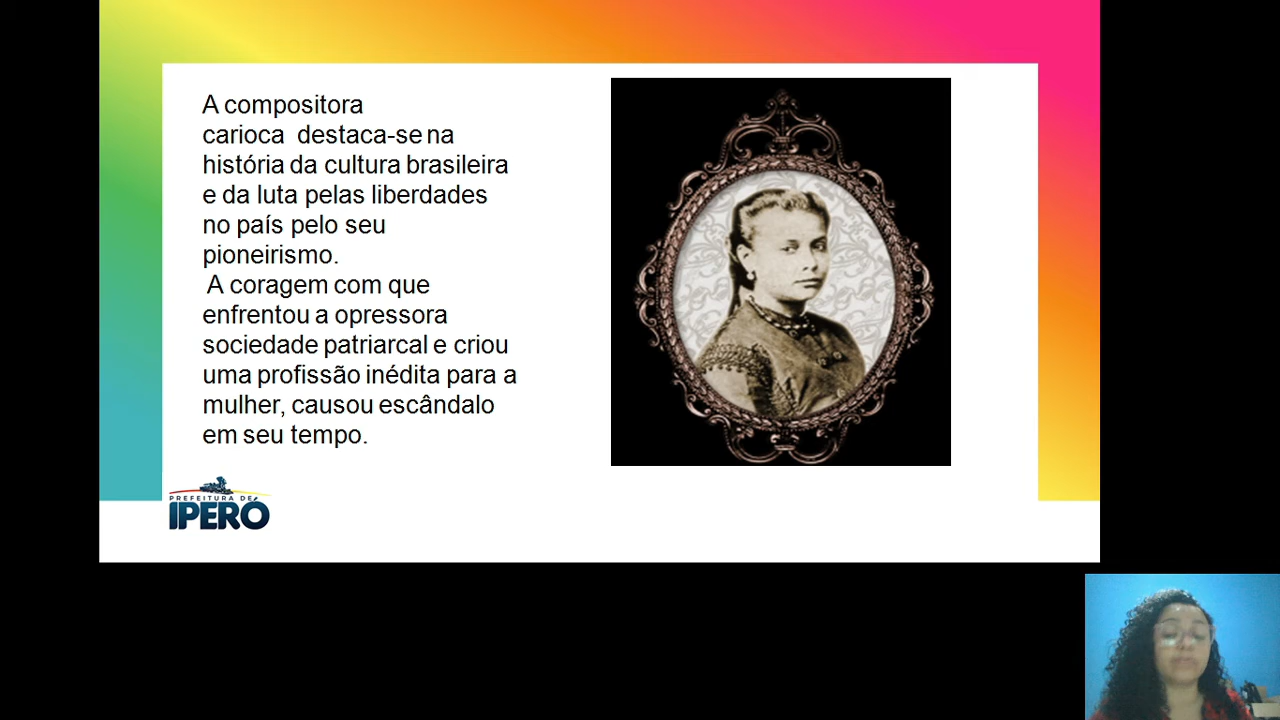 A compositora
carioca destaca-se na
história da cultura brasileira
e da luta pelas liberdades
no país pelo seu
pioneirismo.
A coragem com que
enfrentou a opressora
sociedade patriarcal e criou
uma profissão inédita para a
mulher, causou escândalo
em seu tempo.
PREFEITURA DE
IPERÓ